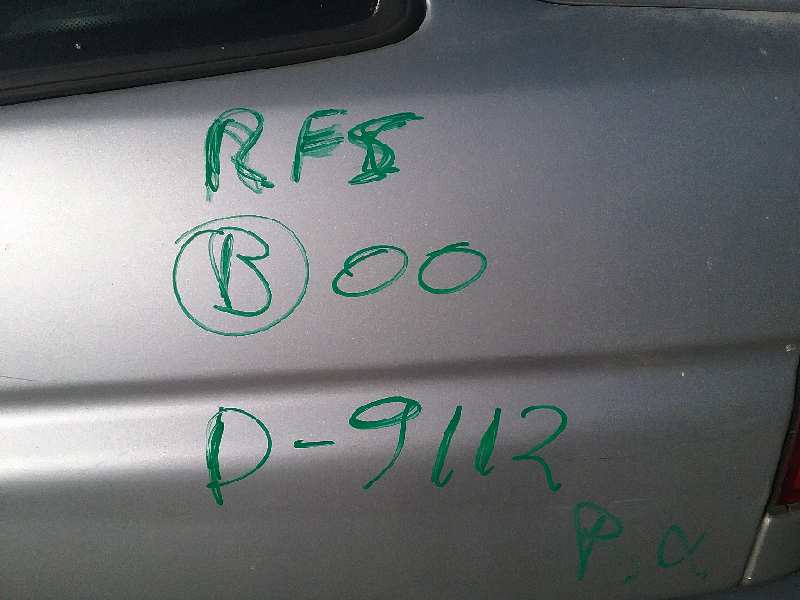 RFS
B 00
D-9112
P.α.